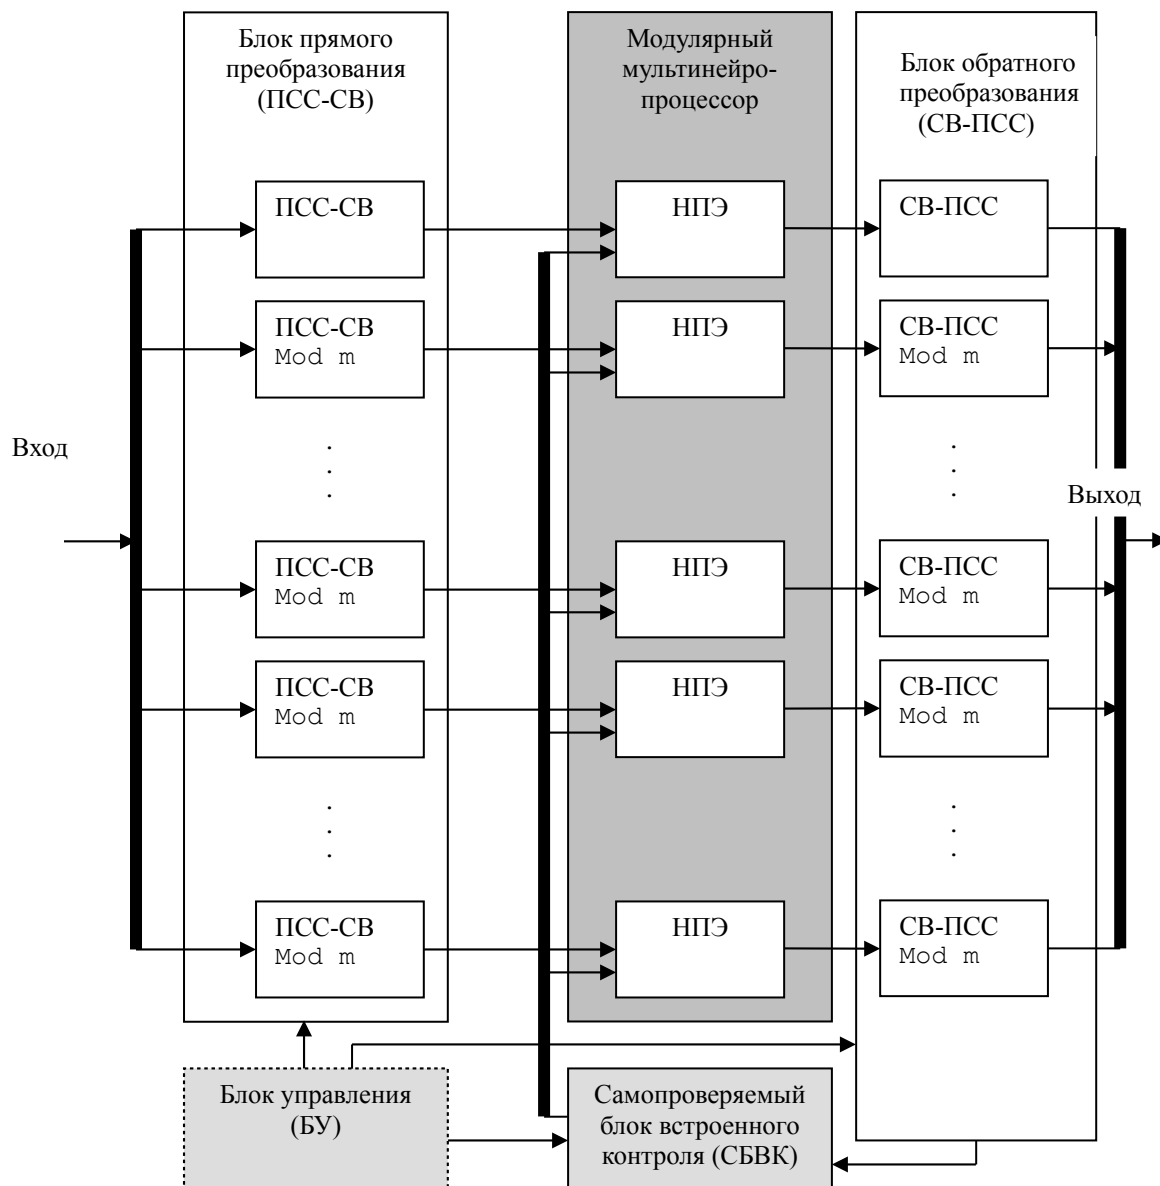 Блок прямого
преобразования
(ПСС-СВ)
Модулярный
мультинейро-
процессор
Блок обратного
преобразования
(СВ-ПСС)
ПСС-СВ
НПЭ
СВ-ПСС
ПСС-СВ
Mod m
НПЭ
СВ-ПСС
Mod m
Вход
Выход
ПСС-СВ
Mod m
НПЭ
СВ-ПСС
Mod m
ПСС-СВ
Mod m
НПЭ
СВ-ПСС
Mod m
ПСС-СВ
Mod m
НПЭ
СВ-ПСС
Mod m
Блок управления
(БУ)
Самопроверяемый
блок встроенного
контроля (СБВК)